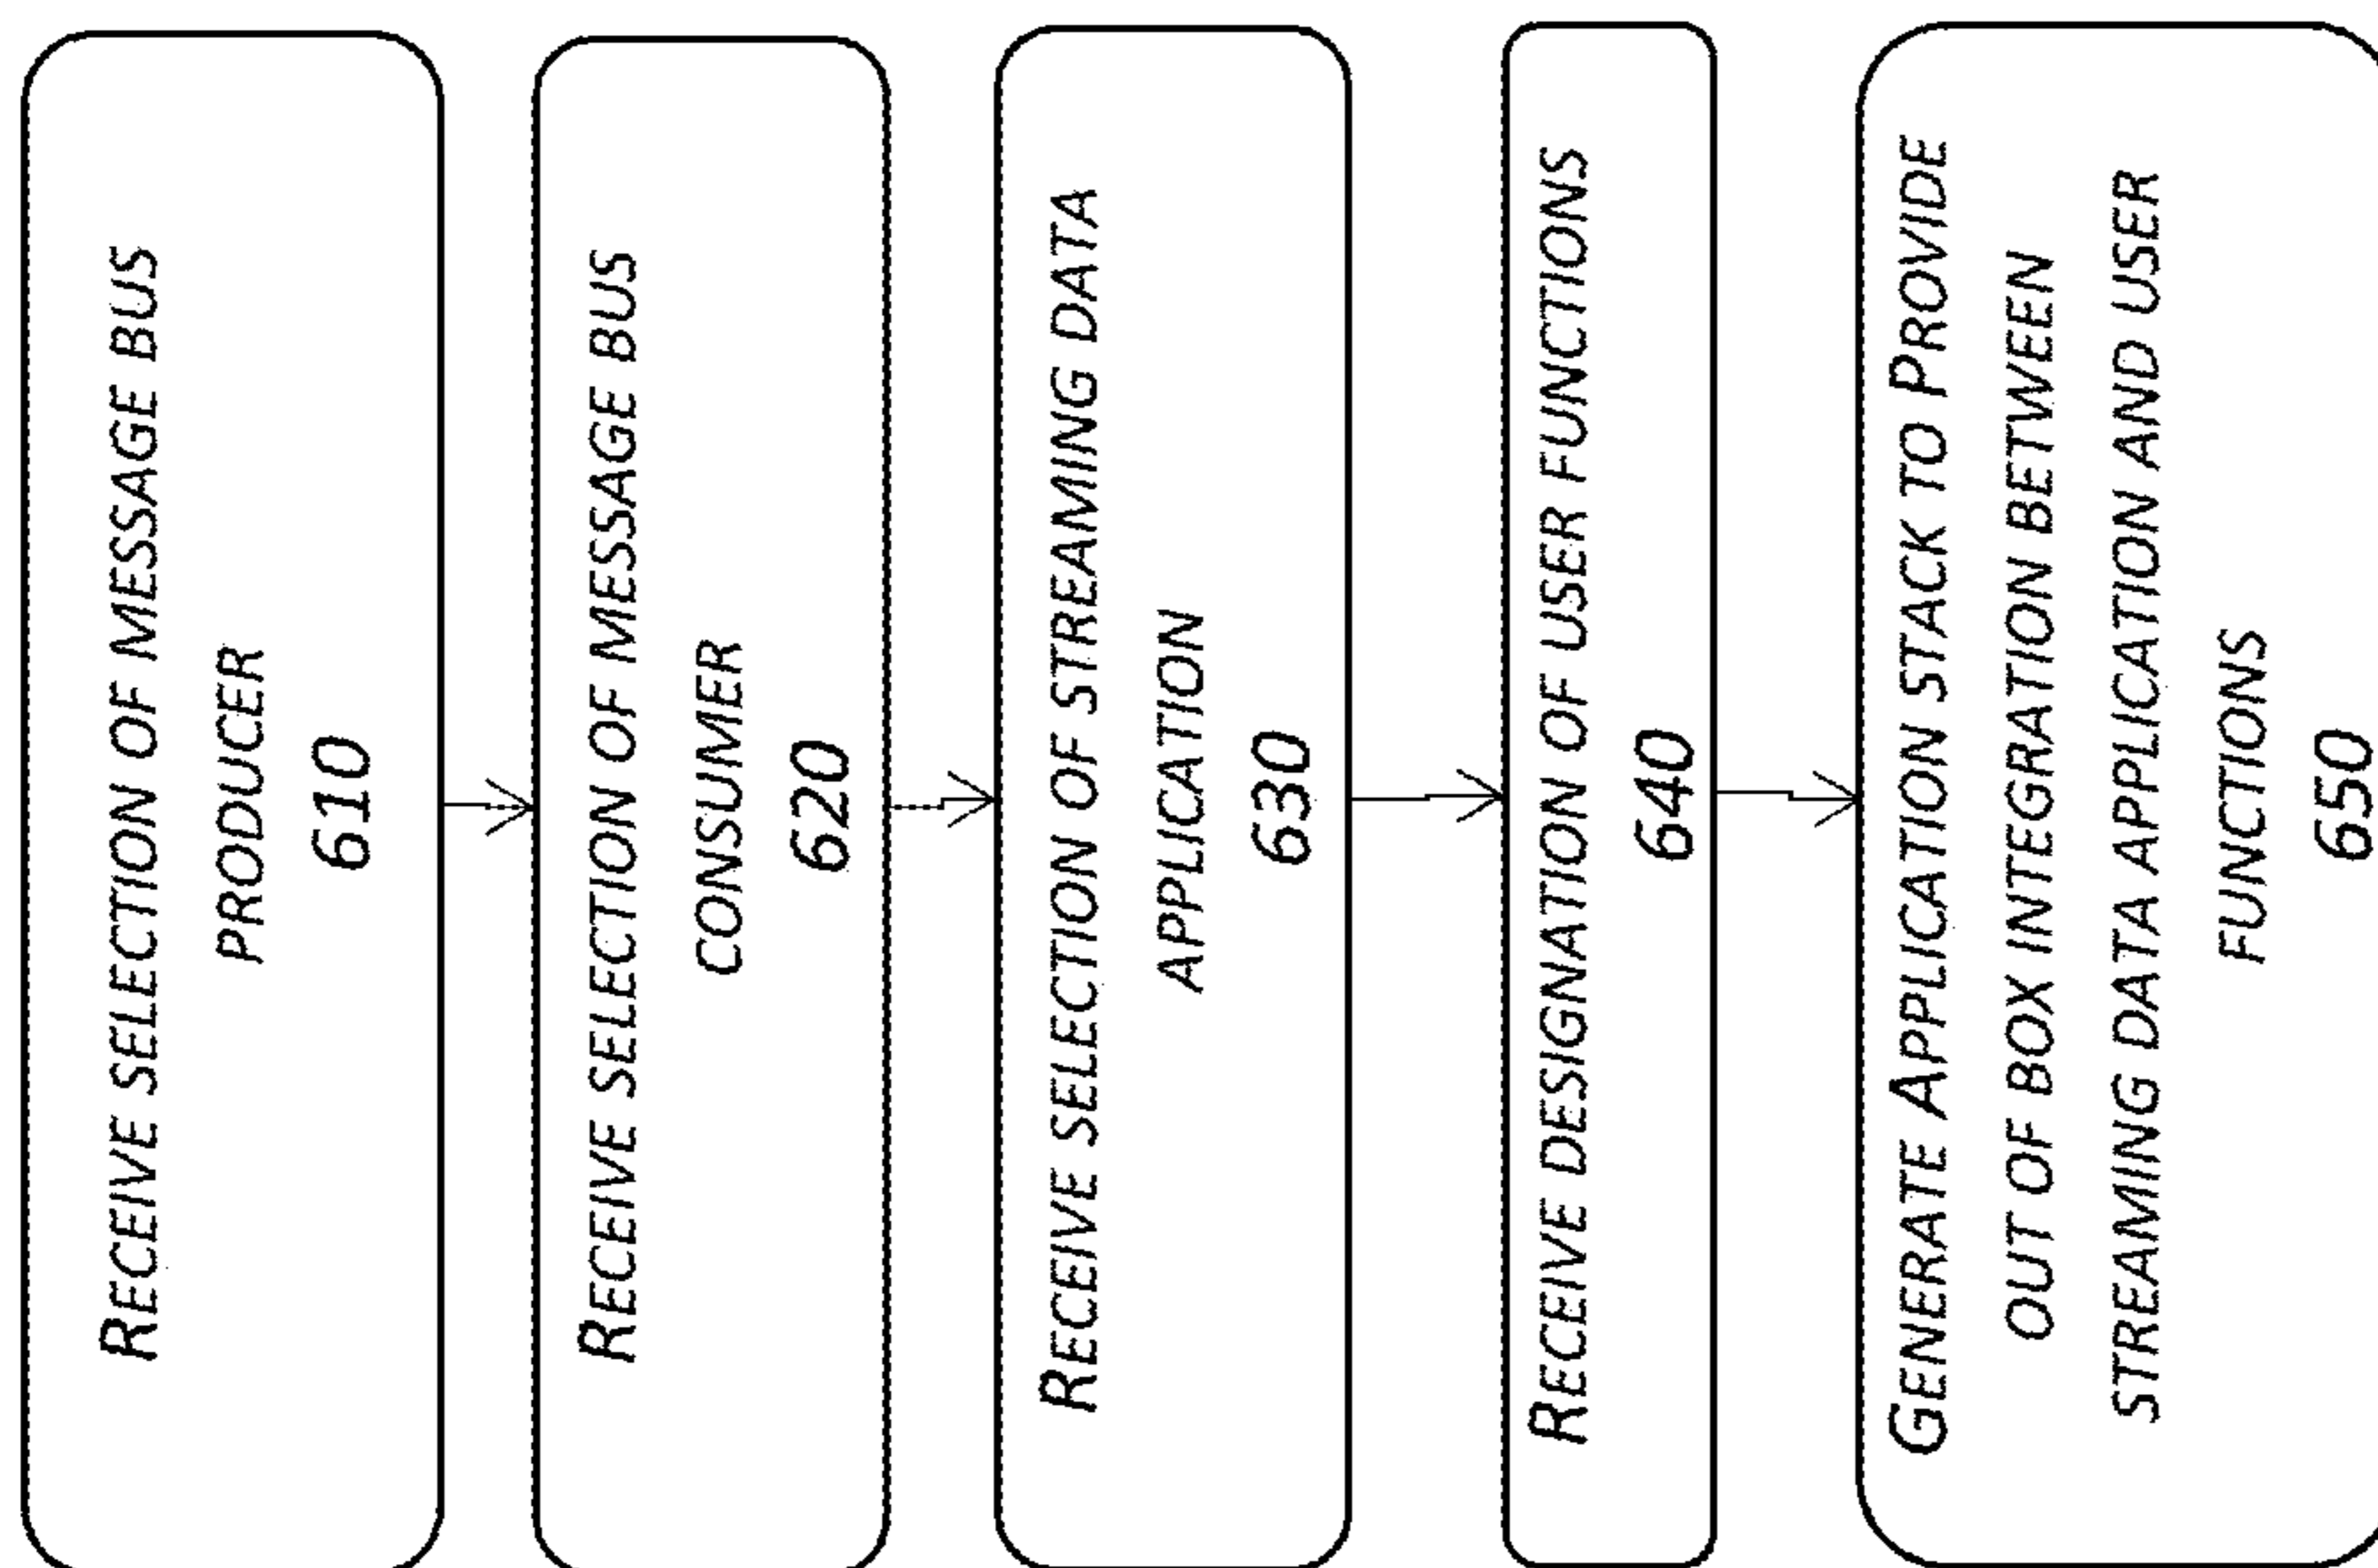 RECEIVE SELECTION OF MESSAGE BUS
PRODUCER
610
RECEIVE SELECTION OF MESSAGE BUS
CONSUMER
620
RECEIVE SELECTION OF STREAMING DATA
APPLICATION
630
RECEIVE DESIGNATION OF USER FUNCTIONS
640
GENERATE APPLICATION STACK TO PROVIDE
OUT OF BOX INTEGRATION BETWEEN
STREAMING DATA APPLICATION AND USER
FUNCTIONS
650